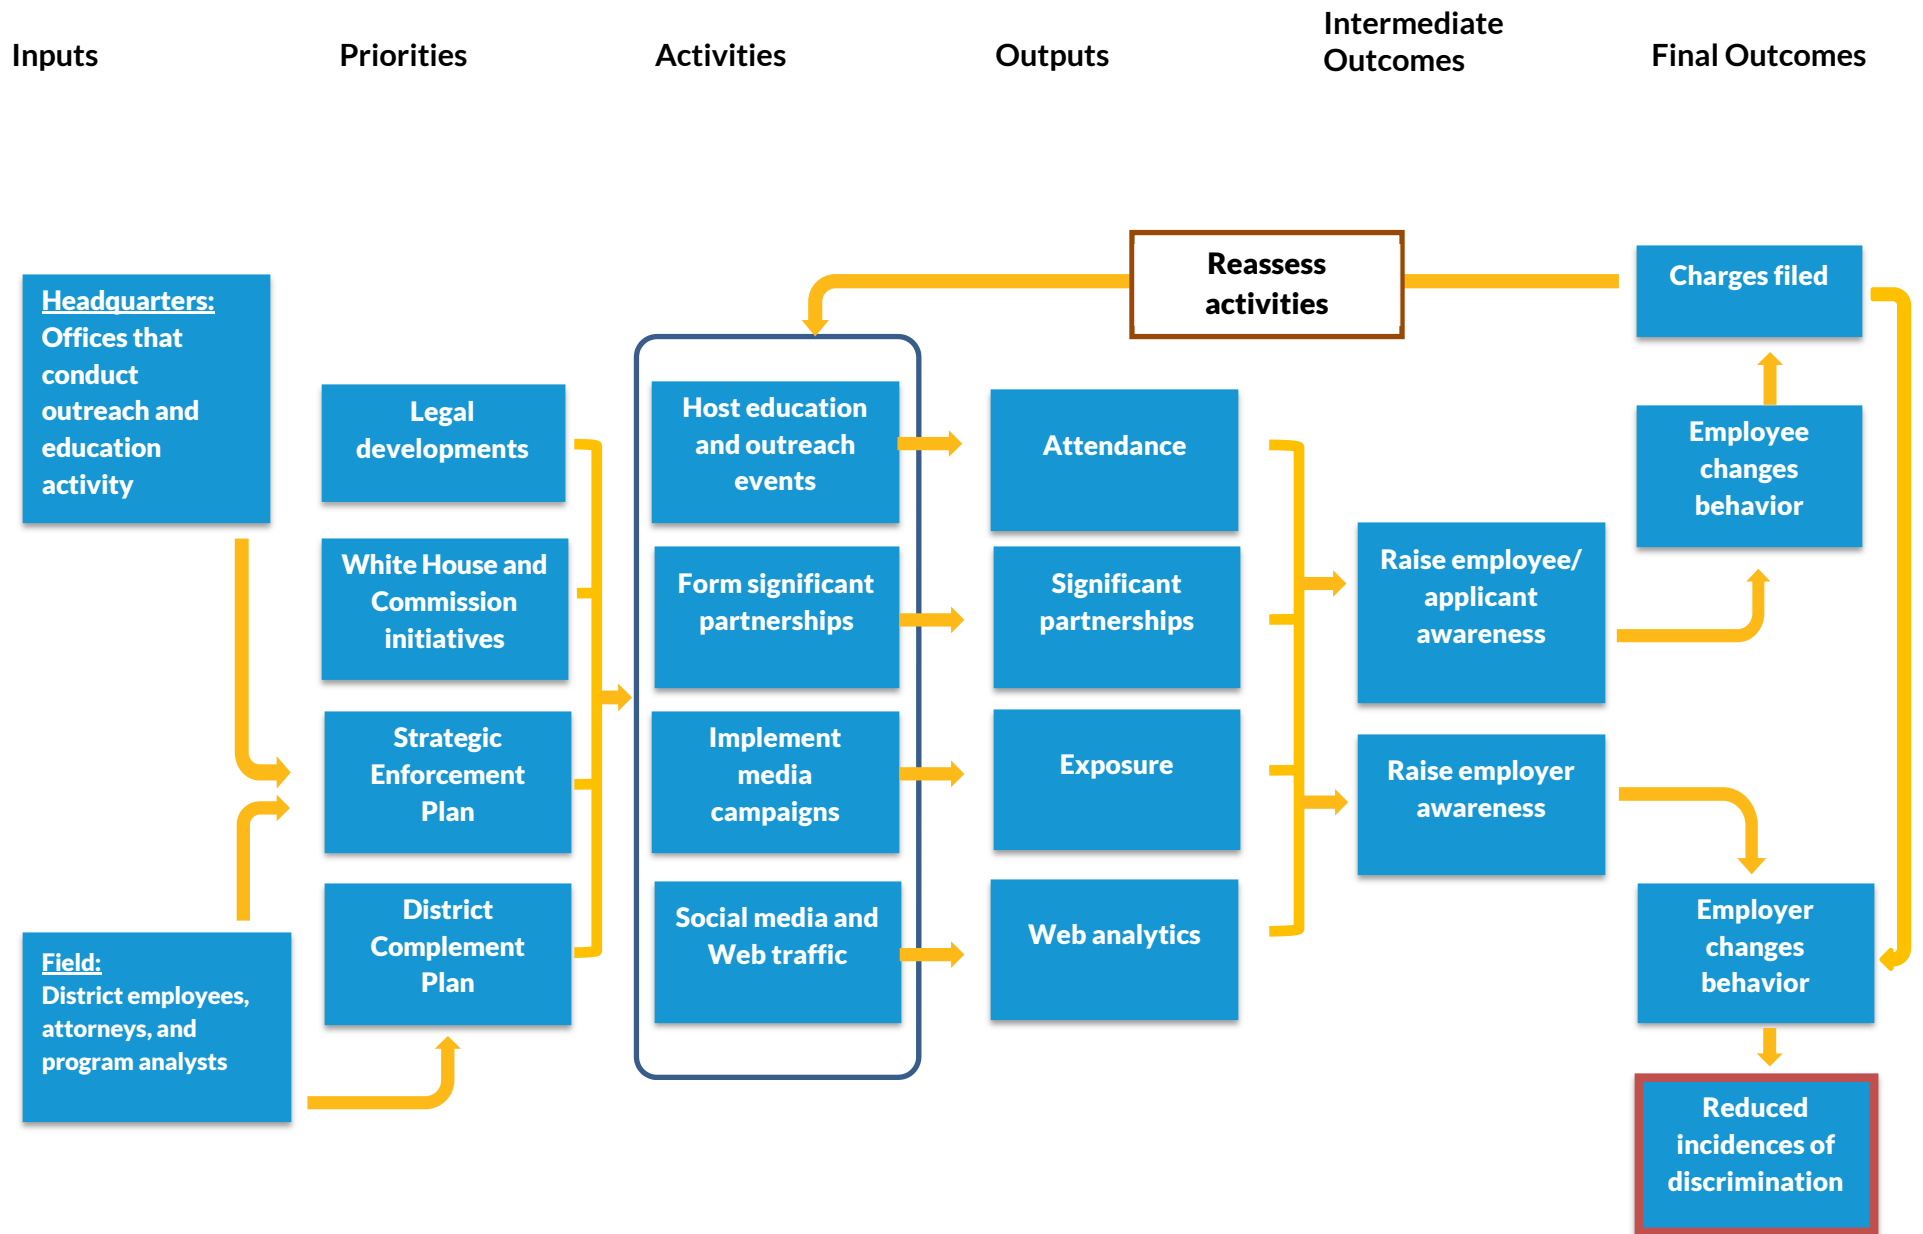 Inputs
Priorities
Activities
Outputs
Intermediate
Outcomes
Final Outcomes
Headquarters:
Offices that
conduct
outreach and
education
activity
Field:
District employees,
attorneys, and
program analysts
Legal
developments
White House and
Commission
initiatives
Strategic
Enforcement
Plan
District
Complement
Plan
Host education
and outreach
events
Form significant
partnerships
Implement
media
campaigns
Social media and
Web traffic
Attendance
Significant
partnerships
Exposure
Web analytics
Reassess
activities
Raise employee/
applicant
awareness
Raise employer
awareness
Charges filed
Employee
changes
behavior
Employer
changes
behavior
Reduced
incidences of
discrimination